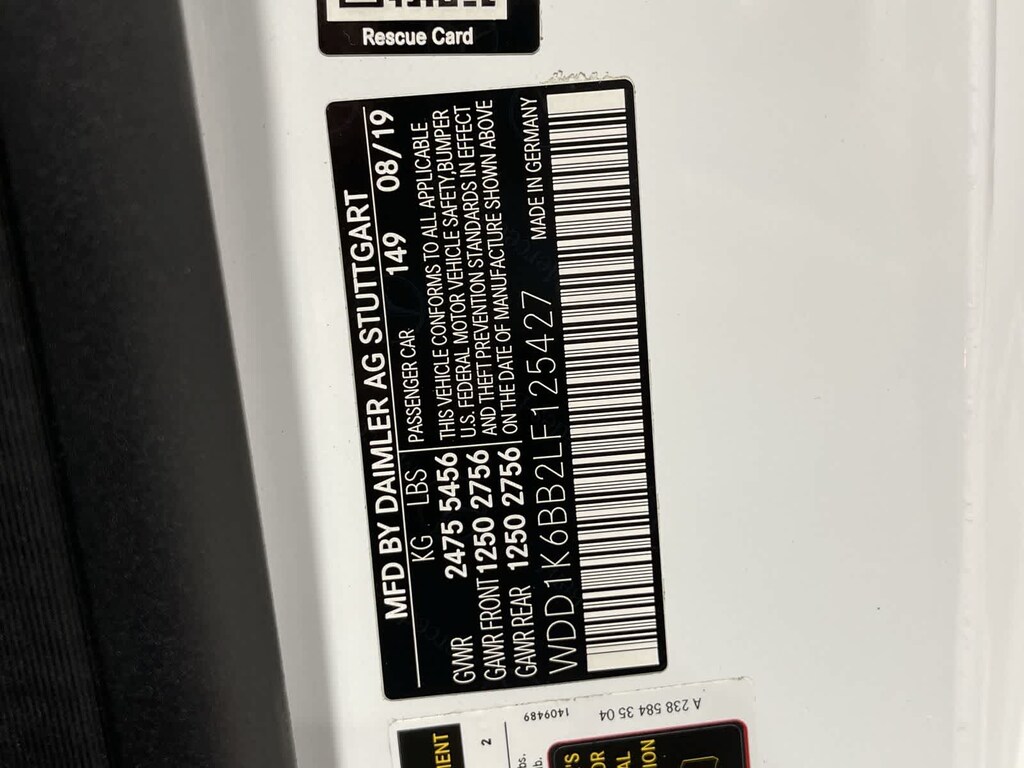 Rescue Card
MFD BY DAIMLER AG STUTTGART
KG LBS 149 08/19
GVWR 2475 5456
GAWR FRONT 1250 2756
GAWR REAR 1250 2756
PASSENGER CAR
THIS VEHICLE CONFORMS TO ALL APPLICABLE
U.S. FEDERAL MOTOR VEHICLE SAFETY,BUMPER
AND THEFT PREVENTION STANDARDS IN EFFECT
ON THE DATE OF MANUFACTURE SHOWN ABOVE
MADE IN GERMANY
WDD1K6BB2LF125427
A 238 584 35 04
1409489
2